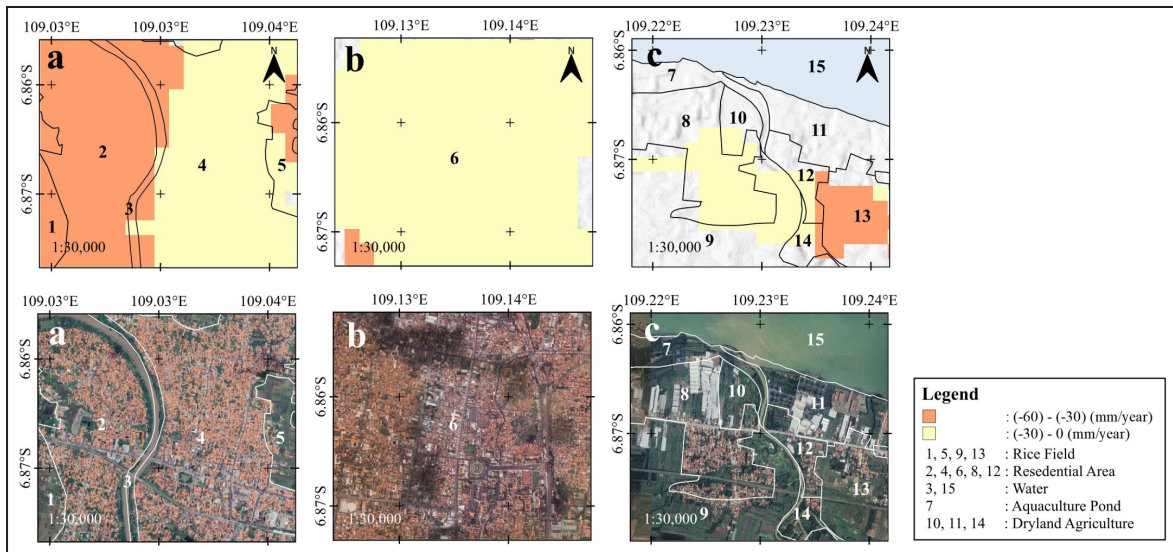 109.03°E 109.03°E 109.04°E
a
N
6.86°S
2
4
5
6.87°S
3
1
1:30,000
109.13°E 109.14°E
b
N
6.86°S
6
6.87°S
1:30,000
109.22°E 109.23°E 109.24°E
c
N
15
6.86°S
7
10
8
11
6.87°S
12
13
9
14
1:30,000
109.03°E 109.03°E 109.04°E
a
6.86°S
2
4
5
6.87°S
3
1
1:30,000
109.13°E 109.14°E
b
6.86°S
6
6.87°S
1:30,000
109.22°E 109.23°E 109.24°E
c
15
6.86°S
7
10
8
11
6.87°S
12
13
9
14
1:30,000
Legend
: (-60) - (-30) (mm/year)
: (-30) - 0 (mm/year)
1, 5, 9, 13 : Rice Field
2, 4, 6, 8, 12 : Resedential Area
3, 15 : Water
7 : Aquaculture Pond
10, 11, 14 : Dryland Agriculture